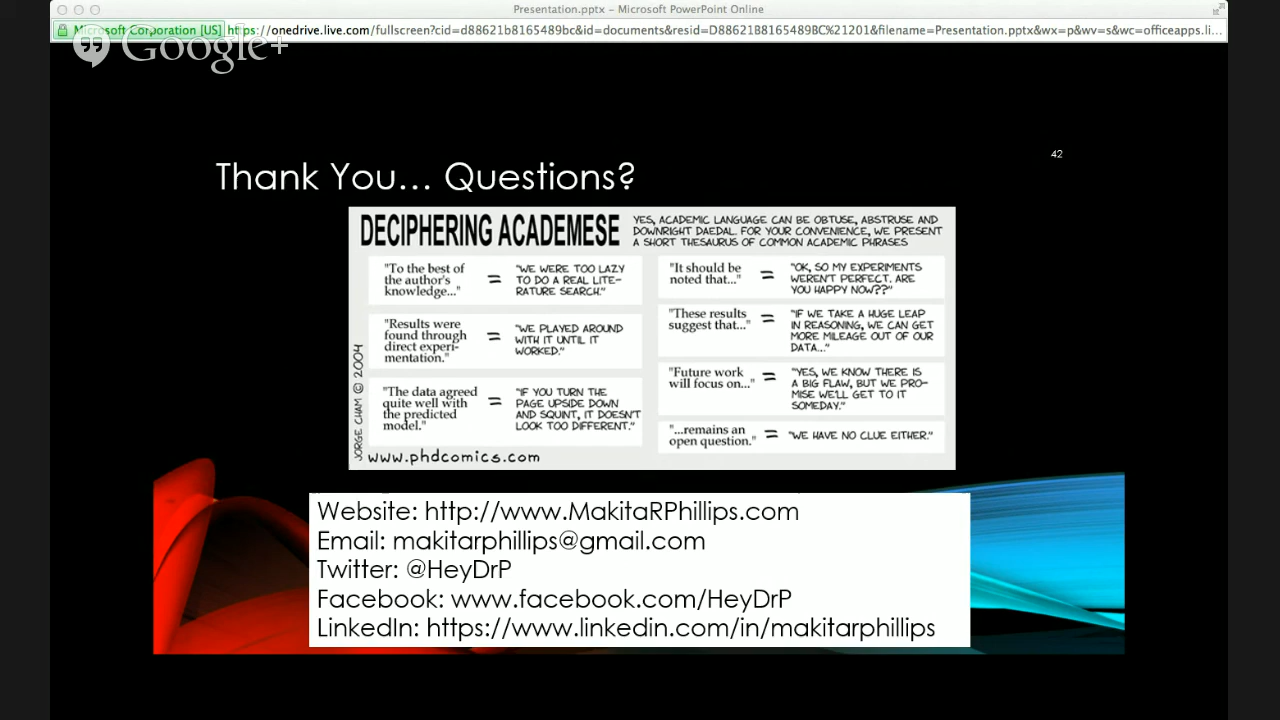 Presentation.pptx – Microsoft PowerPoint Online
Microsoft Corporation [US] https://onedrive.live.com/fullscreen?cid=d88621b8165489bc&id=documents&resid=D88621B8165489BC%21201&filename=Presentation.pptx&wx=p&wv=s&wc=officeapps.li...
Google+
42
Thank You... Questions?
DECIPHERING ACADEMESE
YES, ACADEMIC LANGUAGE CAN BE OBTUSE, ABSTRUSE AND
DOWNRIGHT DAEDAL. FOR YOUR CONVENIENCE, WE PRESENT
A SHORT THESAURUS OF COMMON ACADEMIC PHRASES
"To the best of
the author's
knowledge..."
=
"WE WERE TOO LAZY
TO DO A REAL LITE-
RATURE SEARCH."
"Results were
found through
direct experi-
mentation."
=
"WE PLAYED AROUND
WITH IT UNTIL IT
WORKED."
"The data agreed
quite well with
the predicted
model."
=
"IF YOU TURN THE
PAGE UPSIDE DOWN
AND SQUINT, IT DOESN'T
LOOK TOO DIFFERENT."
"It should be
noted that..."
=
"OK, SO MY EXPERIMENTS
WEREN'T PERFECT. ARE
YOU HAPPY NOW??"
"These results
suggest that..."
=
"IF WE TAKE A HUGE LEAP
IN REASONING, WE CAN GET
MORE MILEAGE OUT OF OUR
DATA..."
"Future work
will focus on..."
=
"YES, WE KNOW THERE IS
A BIG FLAW, BUT WE PRO-
MISE WE'LL GET TO IT
SOMEDAY."
"...remains an
open question."
=
"WE HAVE NO CLUE EITHER."
JORGE CHAM © 2004
www.phdcomics.com
Website: http://www.MakitaRPhillips.com
Email: makitarphillips@gmail.com
Twitter: @HeyDrP
Facebook: www.facebook.com/HeyDrP
LinkedIn: https://www.linkedin.com/in/makitarphillips